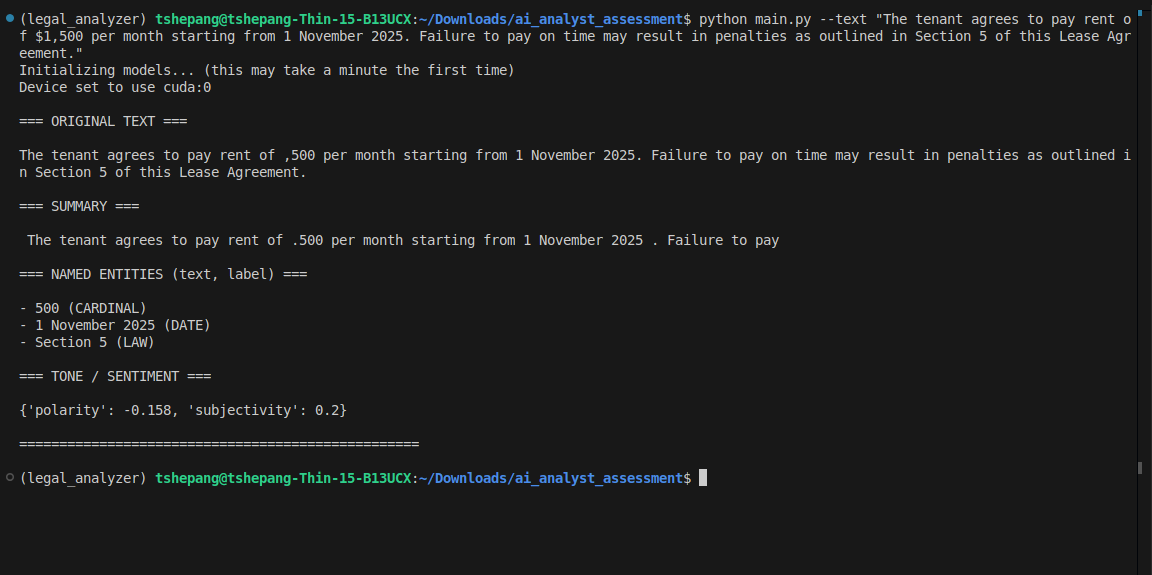 (legal_analyzer) tshepang@tshepang-Thin-15-B13UCX:~/Downloads/ai_analyst_assessment$ python main.py --text "The tenant agrees to pay rent o
f $1,500 per month starting from 1 November 2025. Failure to pay on time may result in penalties as outlined in Section 5 of this Lease Agr
eement."
Initializing models... (this may take a minute the first time)
Device set to use cuda:0
=== ORIGINAL TEXT ===
The tenant agrees to pay rent of ,500 per month starting from 1 November 2025. Failure to pay on time may result in penalties as outlined i
n Section 5 of this Lease Agreement.
=== SUMMARY ===
The tenant agrees to pay rent of .500 per month starting from 1 November 2025 . Failure to pay
=== NAMED ENTITIES (text, label) ===
- 500 (CARDINAL)
- 1 November 2025 (DATE)
- Section 5 (LAW)
=== TONE / SENTIMENT ===
{'polarity': -0.158, 'subjectivity': 0.2}
==================================================
(legal_analyzer) tshepang@tshepang-Thin-15-B13UCX:~/Downloads/ai_analyst_assessment$